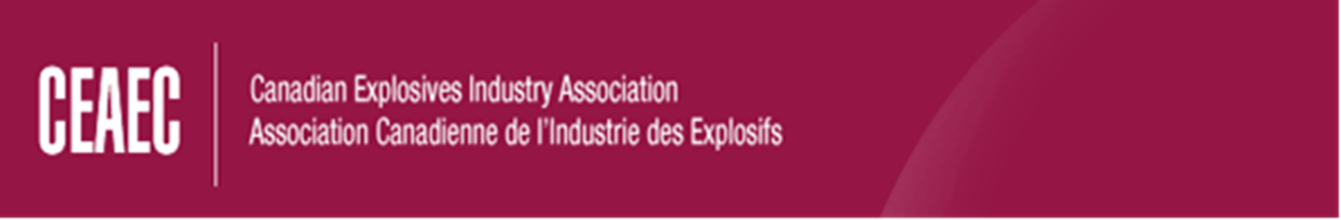 CEAEC
Canadian Explosives Industry Association
Association Canadienne de l'Industrie des Explosifs